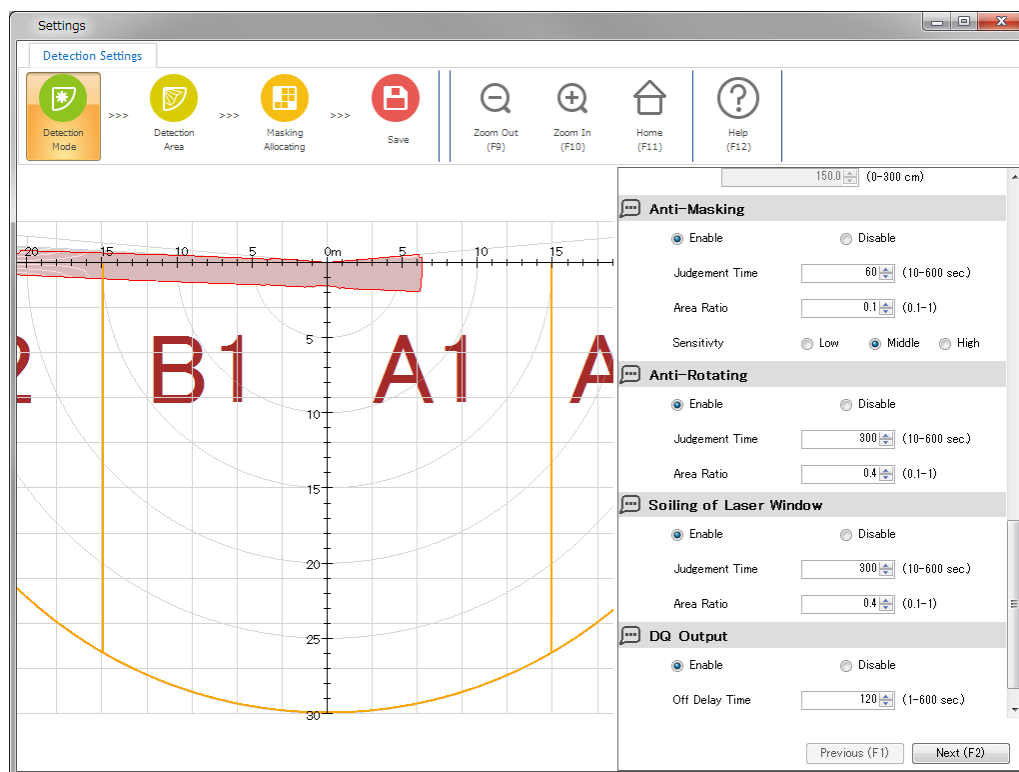 Settings
Detection Settings
Detection Mode >>> Detection Area >>> Masking Allocating >>> Save Zoom Out (F9) Zoom In (F10) Home (F11) Help (F12)
150.0 (0-300 cm)
Anti-Masking
Enable Disable
Judgement Time 60 (10-600 sec.)
Area Ratio 0.1 (0.1-1)
Sensitivity Low Middle High
Anti-Rotating
Enable Disable
Judgement Time 300 (10-600 sec.)
Area Ratio 0.4 (0.1-1)
Soiling of Laser Window
Enable Disable
Judgement Time 300 (10-600 sec.)
Area Ratio 0.4 (0.1-1)
DQ Output
Enable Disable
Off Delay Time 120 (1-600 sec.)
Previous (F1) Next (F2)
20 15 10 5 0m 5 10 15
5
2 B1 A1 A
10
15
20
25
30